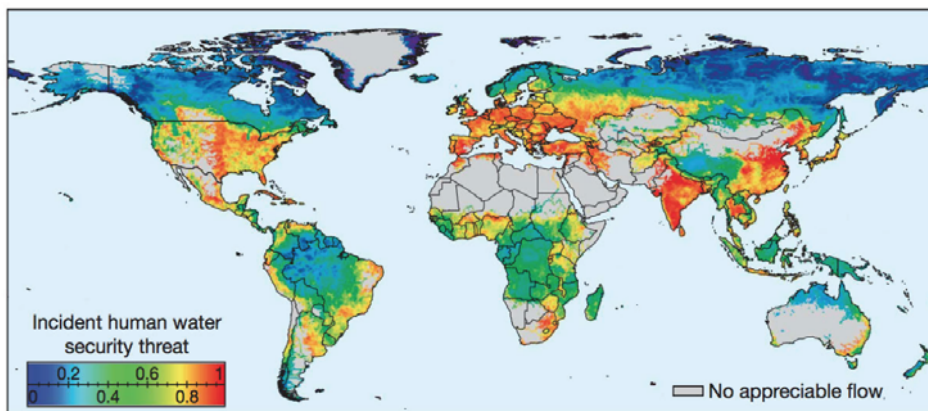 Incident human water
security threat
0.2 0.6 1
0 0.4 0.8
No appreciable flow